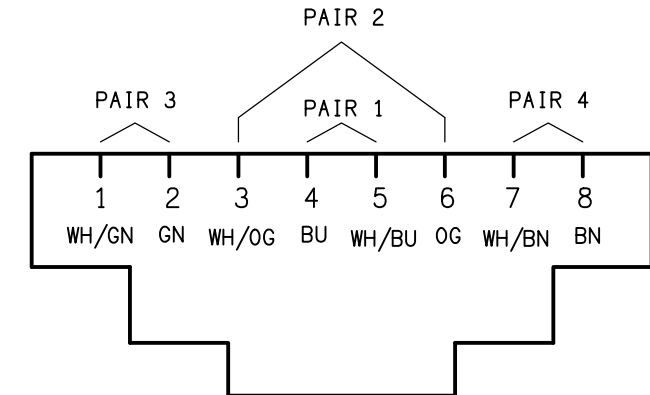 PAIR 2
PAIR 3 PAIR 1 PAIR 4
1 2 3 4 5 6 7 8
WH/GN GN WH/OG BU WH/BU OG WH/BN BN